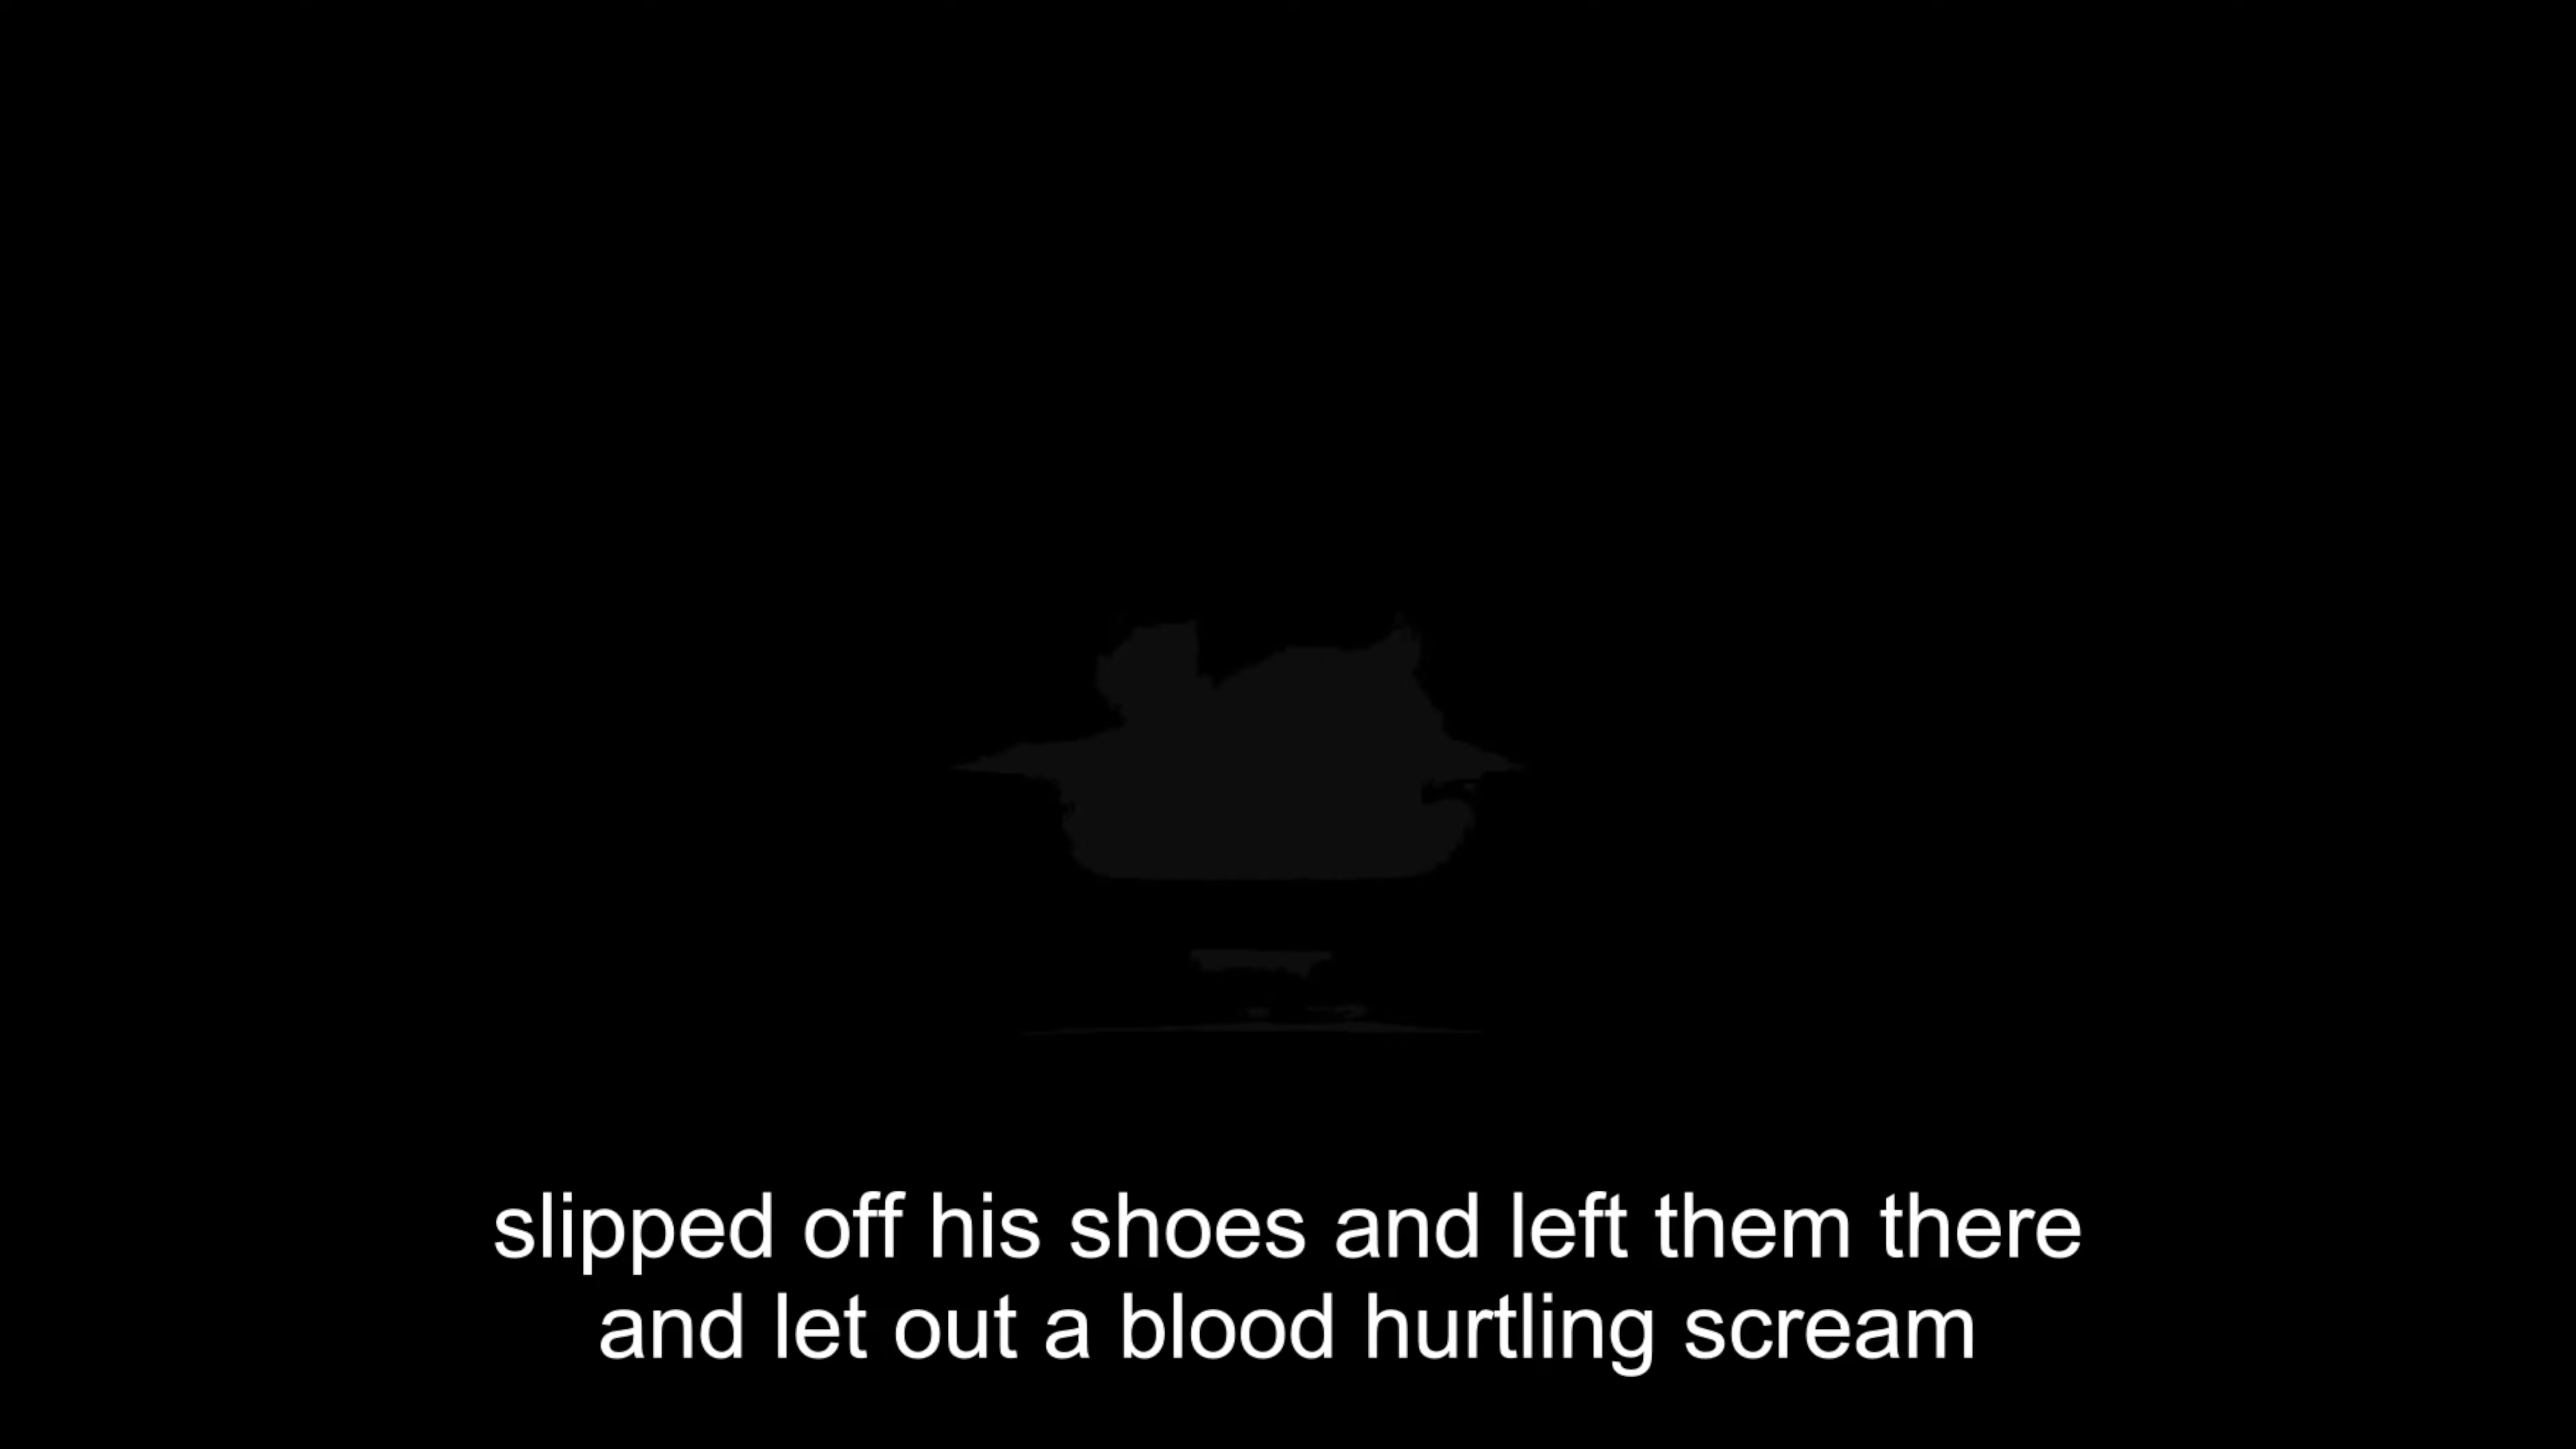 slipped off his shoes and left them there
and let out a blood hurtling scream